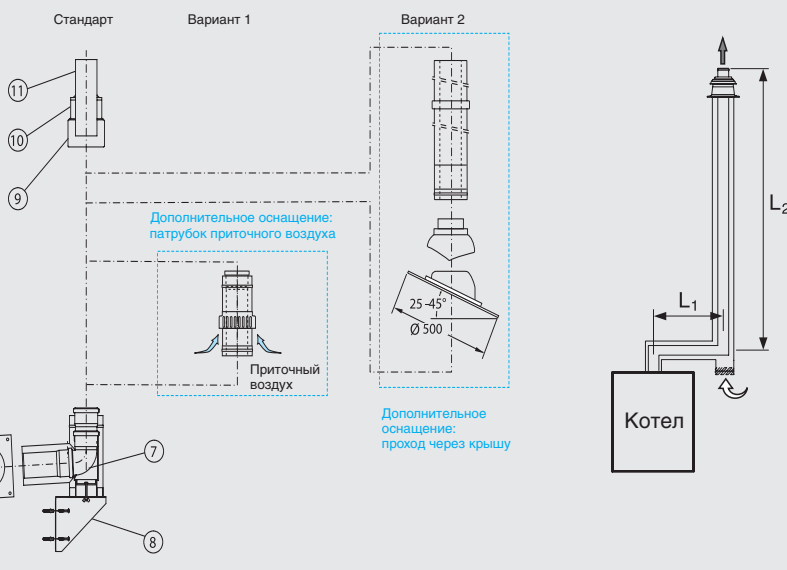 Стандарт
Вариант 1
Вариант 2
11
10
9
Дополнительное оснащение:
патрубок приточного воздуха
25 -45°
Ø 500
Приточный
воздух
Дополнительное
оснащение:
проход через крышу
7
8
L2
L1
Котел